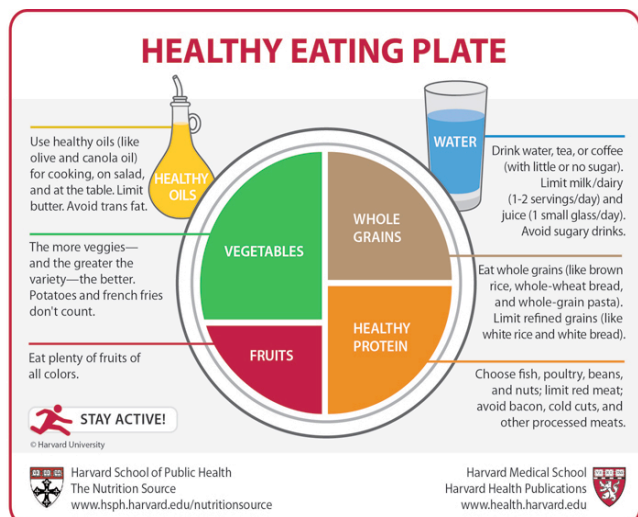 HEALTHY EATING PLATE
Use healthy oils (like
olive and canola oil)
for cooking, on salad,
and at the table. Limit
butter. Avoid trans fat.
HEALTHY
OILS
The more veggies—
and the greater the
variety—the better.
Potatoes and french fries
don't count.
Eat plenty of fruits of
all colors.
STAY ACTIVE!
© Harvard University
VEGETABLES
FRUITS
WHOLE
GRAINS
HEALTHY
PROTEIN
WATER
Drink water, tea, or coffee
(with little or no sugar).
Limit milk/dairy
(1-2 servings/day) and
juice (1 small glass/day).
Avoid sugary drinks.
Eat whole grains (like brown
rice, whole-wheat bread,
and whole-grain pasta).
Limit refined grains (like
white rice and white bread).
Choose fish, poultry, beans,
and nuts; limit red meat;
avoid bacon, cold cuts, and
other processed meats.
Harvard School of Public Health
The Nutrition Source
www.hsph.harvard.edu/nutritionsource
Harvard Medical School
Harvard Health Publications
www.health.harvard.edu